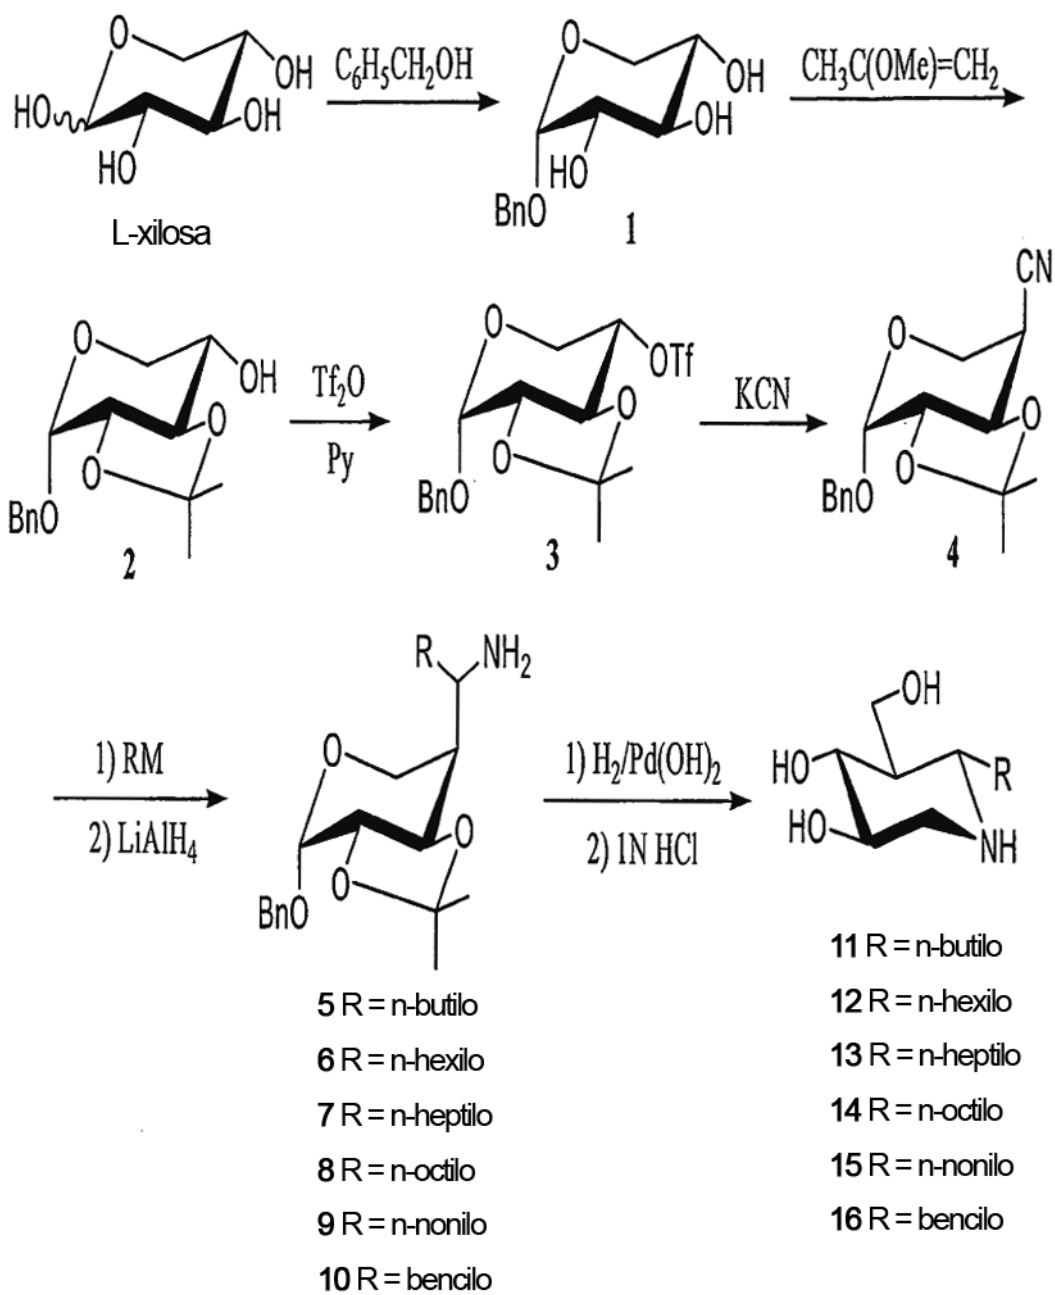 O
OH
HO
OH
HO
L-xilosa
C₆H₅CH₂OH
O
OH
OH
HO
BnO
1
CH₃C(OMe)=CH₂
O
OH
O
O
BnO
2
Tf₂O
Py
O
OTf
O
O
BnO
3
KCN
CN
O
O
O
BnO
4
1) RM
2) LiAlH₄
R NH₂
O
O
O
BnO
5 R = n-butilo
6 R = n-hexilo
7 R = n-heptilo
8 R = n-octilo
9 R = n-nonilo
10 R = bencilo
1) H₂/Pd(OH)₂
2) 1N HCl
OH
HO
R
HO
NH
11 R = n-butilo
12 R = n-hexilo
13 R = n-heptilo
14 R = n-octilo
15 R = n-nonilo
16 R = bencilo